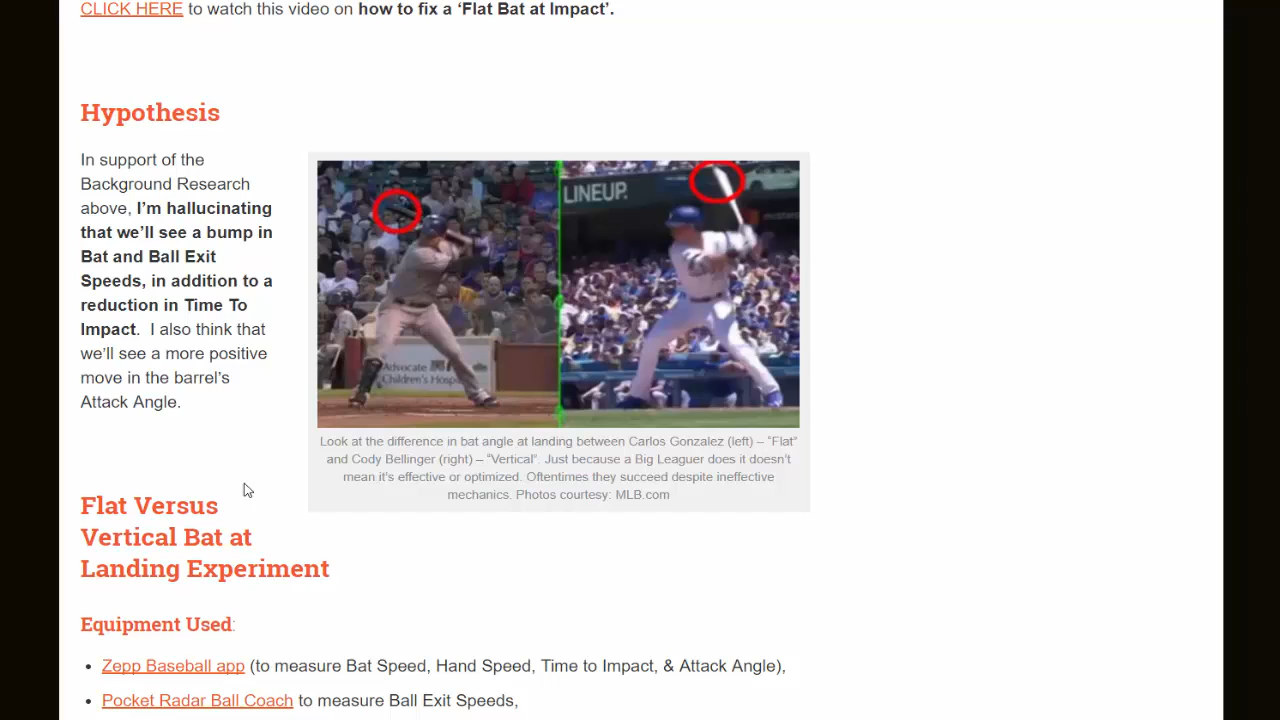 CLICK HERE to watch this video on how to fix a ‘Flat Bat at Impact’.
Hypothesis
In support of the
Background Research
above, I’m hallucinating
that we’ll see a bump in
Bat and Ball Exit
Speeds, in addition to a
reduction in Time To
Impact. I also think that
we’ll see a more positive
move in the barrel’s
Attack Angle.
LINEUP.
Advocate
Children's Hospital
Look at the difference in bat angle at landing between Carlos Gonzalez (left) – “Flat”
and Cody Bellinger (right) – “Vertical”. Just because a Big Leaguer does it doesn’t
mean it's effective or optimized. Oftentimes they succeed despite ineffective
mechanics. Photos courtesy: MLB.com
Flat Versus
Vertical Bat at
Landing Experiment
Equipment Used:
• Zepp Baseball app (to measure Bat Speed, Hand Speed, Time to Impact, & Attack Angle),
• Pocket Radar Ball Coach to measure Ball Exit Speeds,